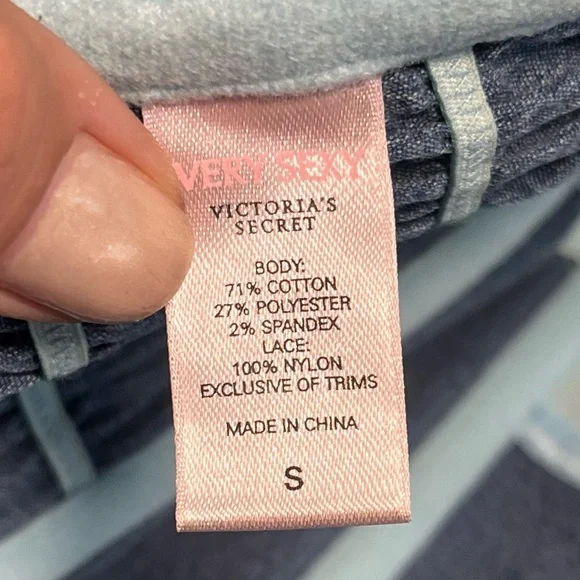 VERY SEXY
VICTORIA'S
SECRET
BODY:
71% COTTON
27% POLYESTER
2% SPANDEX
LACE:
100% NYLON
EXCLUSIVE OF TRIMS
MADE IN CHINA
S